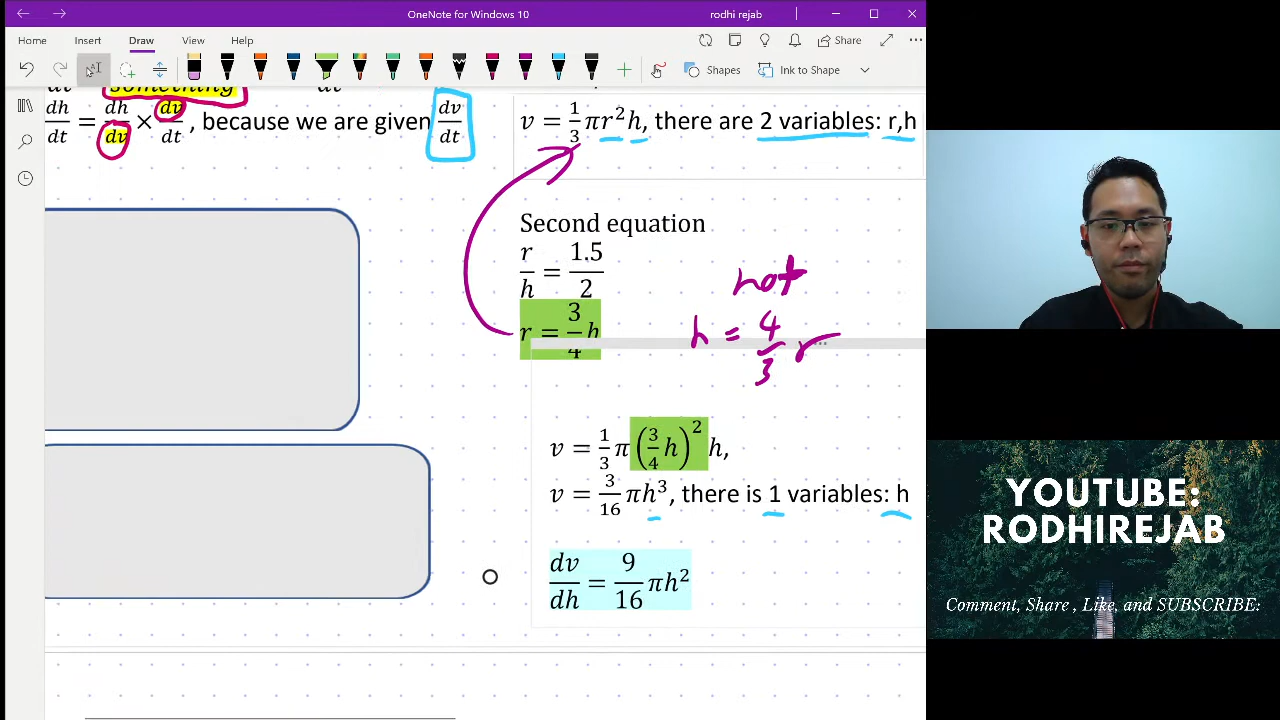 OneNote for Windows 10
rodhi rejab
Home Insert Draw View Help
Share
Shapes
Ink to Shape
something
dt
dt
dh/dt = dh/dv × dv/dt, because we are given dv/dt
v = 1/3 πr²h, there are 2 variables: r,h
Second equation
r/h = 1.5/2
r = 3/4 h
not
h = 4/3 r
v = 1/3 π(3/4 h)² h,
v = 3/16 πh³, there is 1 variables: h
dv/dh = 9/16 πh²
YOUTUBE:
RODHIREJAB
Comment, Share , Like, and SUBSCRIBE: